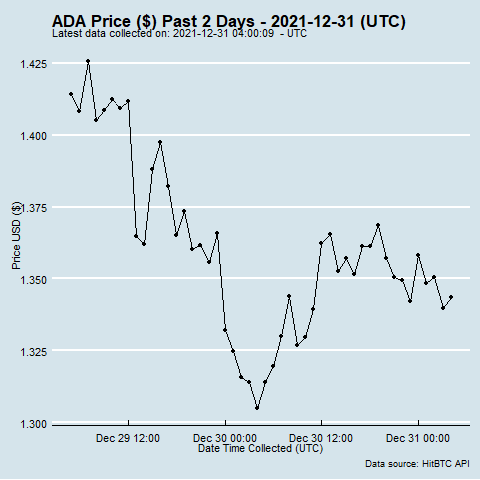 ADA Price ($) Past 2 Days - 2021-12-31 (UTC)
Latest data collected on: 2021-12-31 04:00:09  - UTC
1.425
1.400
1.375
1.350
1.325
1.300
Price USD ($)
Dec 29 12:00
Dec 30 00:00
Dec 30 12:00
Dec 31 00:00
Date Time Collected (UTC)
Data source: HitBTC API